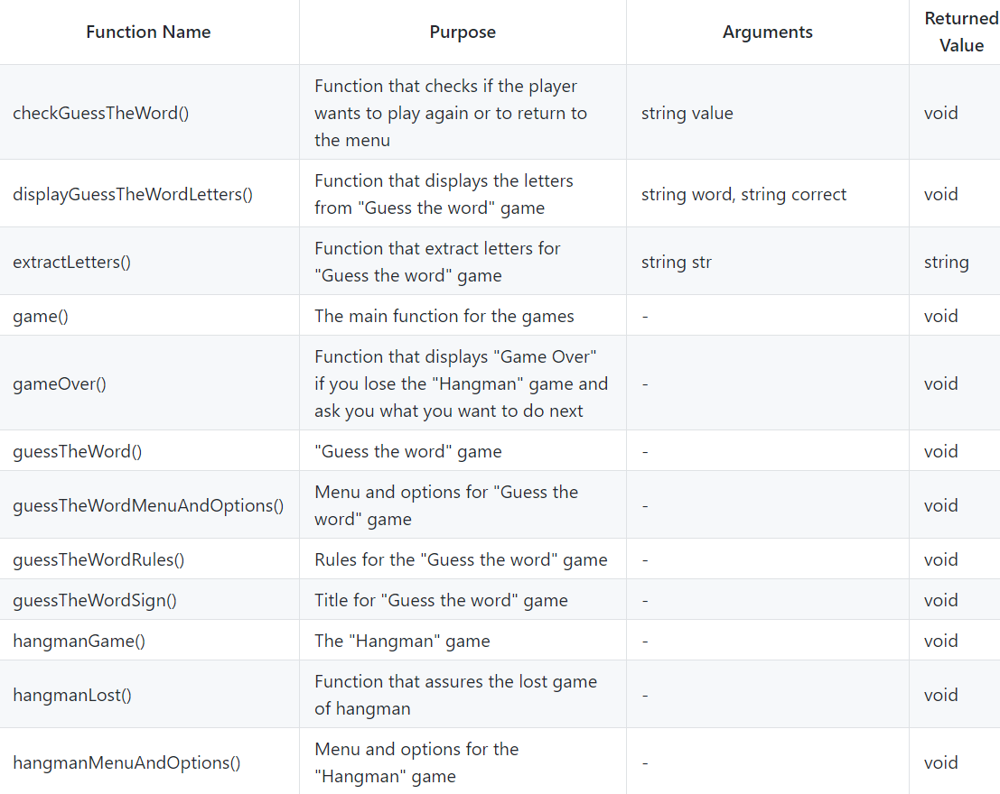 Function Name Purpose Arguments Returned Value
checkGuessTheWord() Function that checks if the player wants to play again or to return to the menu string value void
displayGuessTheWordLetters() Function that displays the letters from "Guess the word" game string word, string correct void
extractLetters() Function that extract letters for "Guess the word" game string str string
game() The main function for the games - void
gameOver() Function that displays "Game Over" if you lose the "Hangman" game and ask you what you want to do next - void
guessTheWord() "Guess the word" game - void
guessTheWordMenuAndOptions() Menu and options for "Guess the word" game - void
guessTheWordRules() Rules for the "Guess the word" game - void
guessTheWordSign() Title for "Guess the word" game - void
hangmanGame() The "Hangman" game - void
hangmanLost() Function that assures the lost game of hangman - void
hangmanMenuAndOptions() Menu and options for the "Hangman" game - void